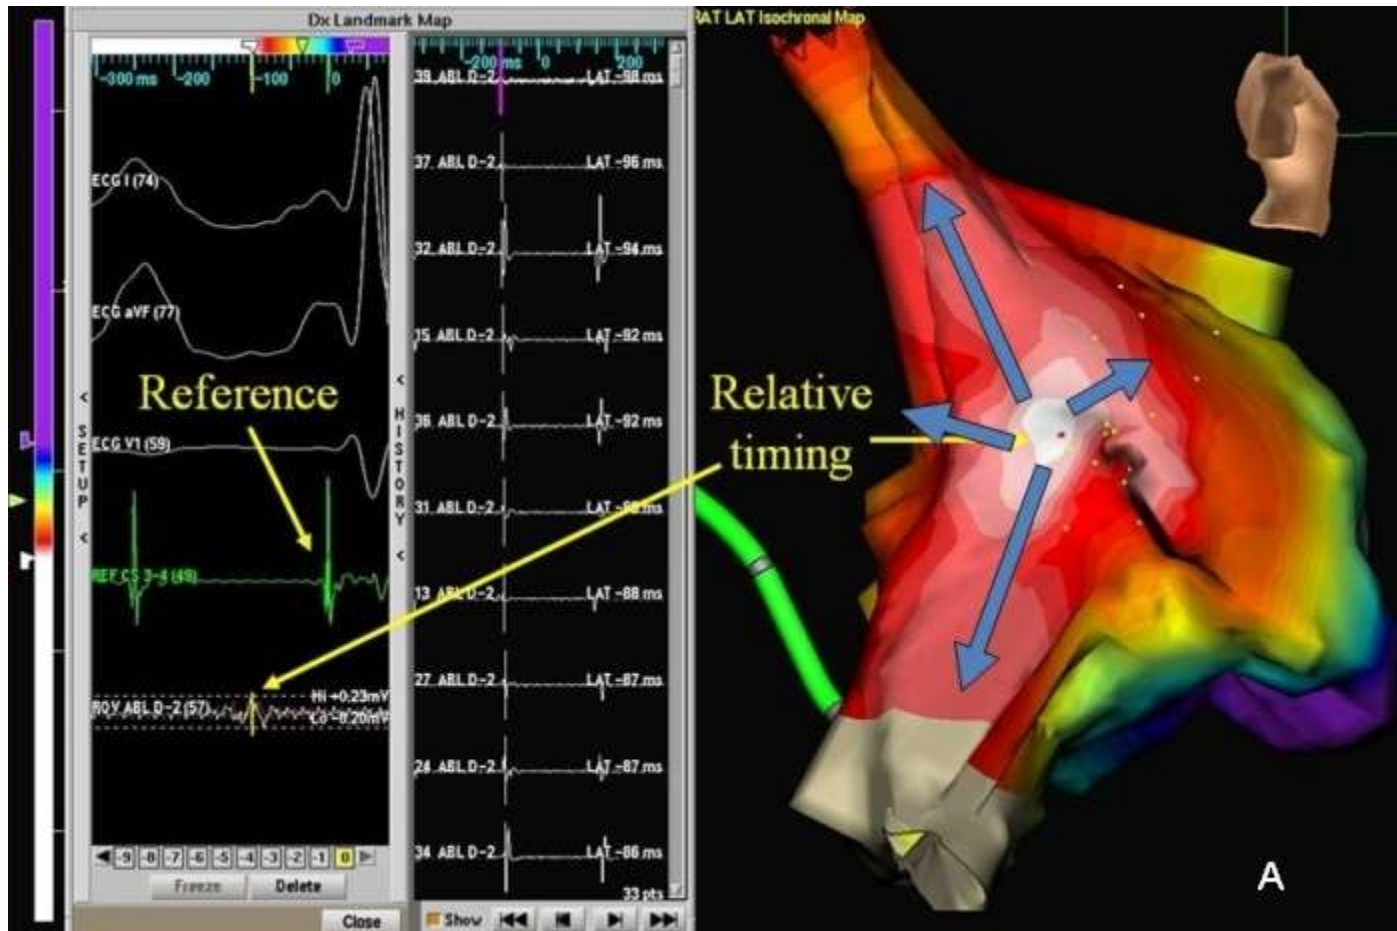 Dx Landmark Map
-300 ms -200 -100 0
-200 ms 0 200
RAT LAT Isochronal Map
39 ABL D-2 LAT -98 ms
37 ABL D-2 LAT -96 ms
ECG I (74)
32 ABL D-2 LAT -94 ms
ECG aVF (77)
15 ABL D-2 LAT -92 ms
Reference
Relative
timing
36 ABL D-2 LAT -92 ms
ECG V1 (59)
< SETUP <
< HISTORY <
31 ABL D-2 LAT ms
REF CS 3-4 (49)
13 ABL D-2 LAT -88 ms
27 ABL D-2 LAT -87 ms
Hi +0.23mV
ROV ABL D-2 (57)
Lo -0.20mV
24 ABL D-2 LAT -87 ms
34 ABL D-2 LAT -86 ms
-9 -8 -7 -6 -5 -4 -3 -2 -1 0
Freeze Delete
33 pts
Close
Show
A